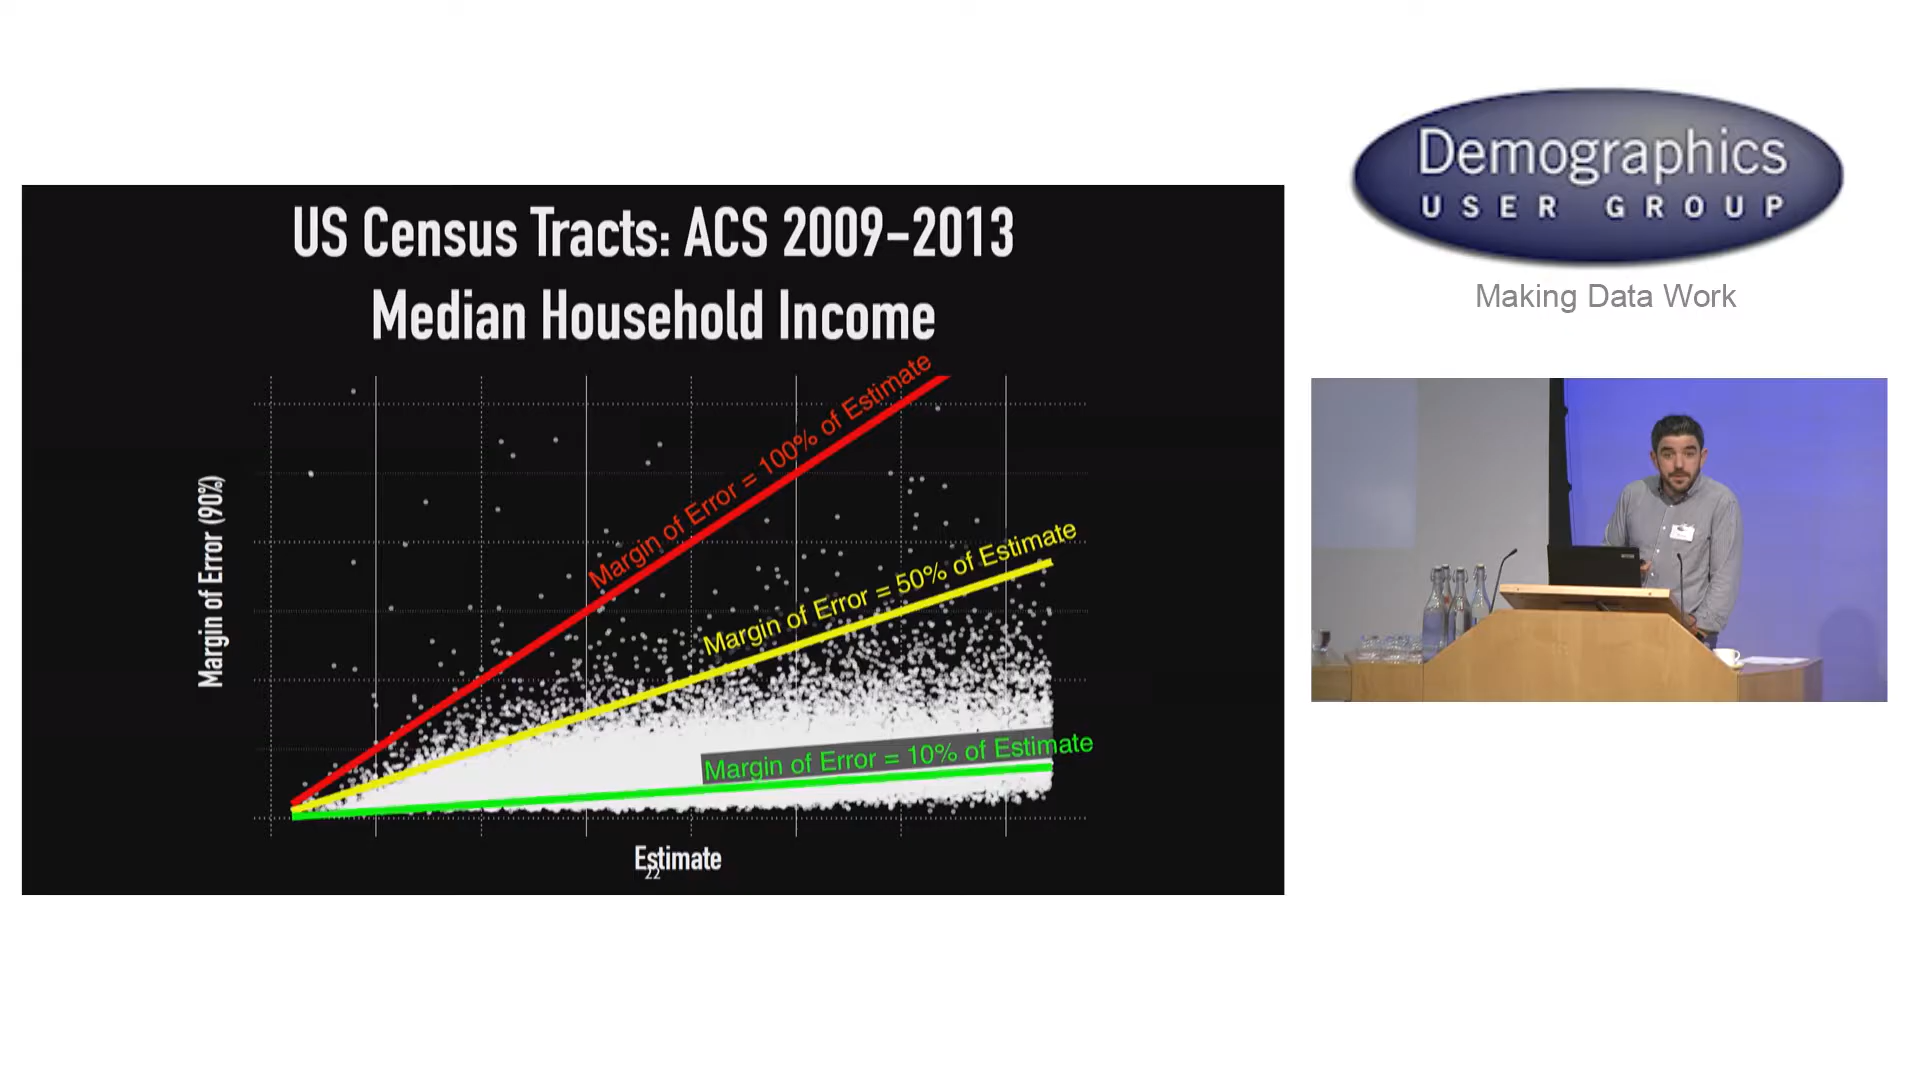 US Census Tracts: ACS 2009–2013
Median Household Income
Margin of Error (90%)
Margin of Error = 100% of Estimate
Margin of Error = 50% of Estimate
Margin of Error = 10% of Estimate
Estimate
22
Demographics
USER GROUP
Making Data Work